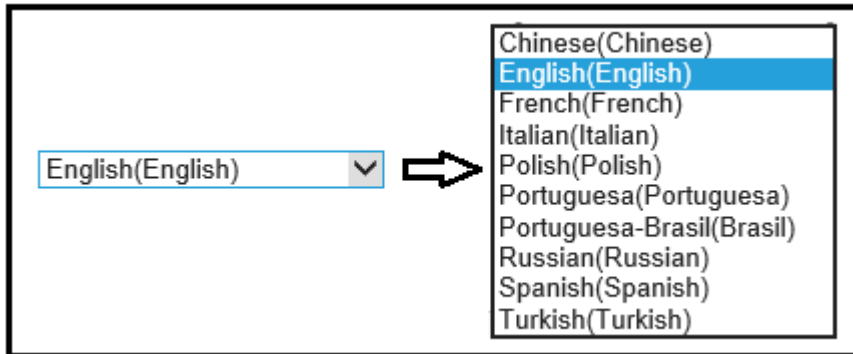 English(English)
Chinese(Chinese)
English(English)
French(French)
Italian(Italian)
Polish(Polish)
Portuguesa(Portuguesa)
Portuguesa-Brasil(Brasil)
Russian(Russian)
Spanish(Spanish)
Turkish(Turkish)